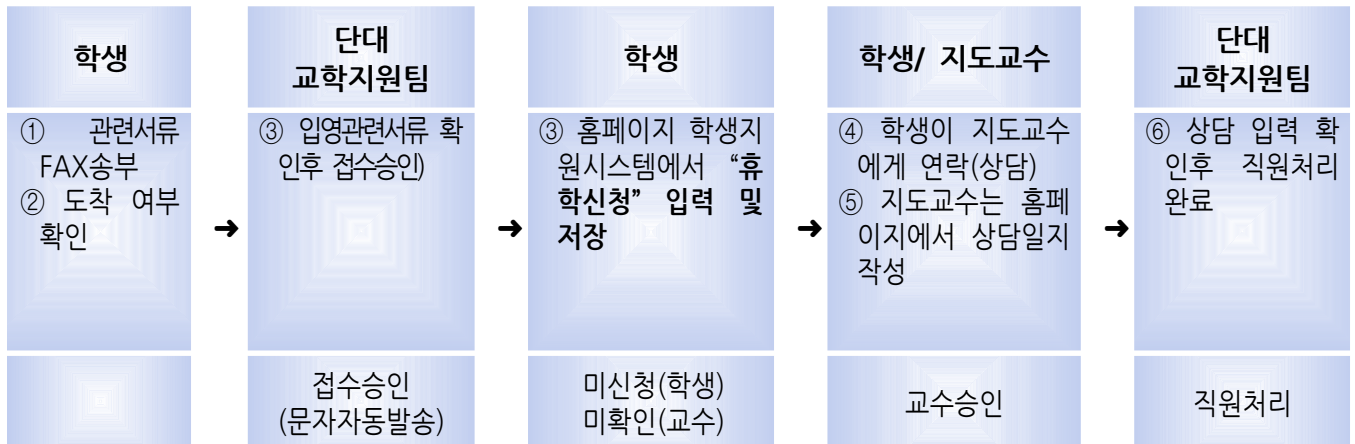 학생
① 관련서류
FAX송부
② 도착 여부
확인
➜
단대
교학지원팀
③ 입영관련서류 확
인후 접수승인)
접수승인
(문자자동발송)
➜
학생
③ 홈페이지 학생지
원시스템에서 “휴
학신청” 입력 및
저장
미신청(학생)
미확인(교수)
➜
학생/ 지도교수
④ 학생이 지도교수
에게 연락(상담)
⑤ 지도교수는 홈페
이지에서 상담일지
작성
교수승인
➜
단대
교학지원팀
⑥ 상담 입력 확
인후 직원처리
완료
직원처리